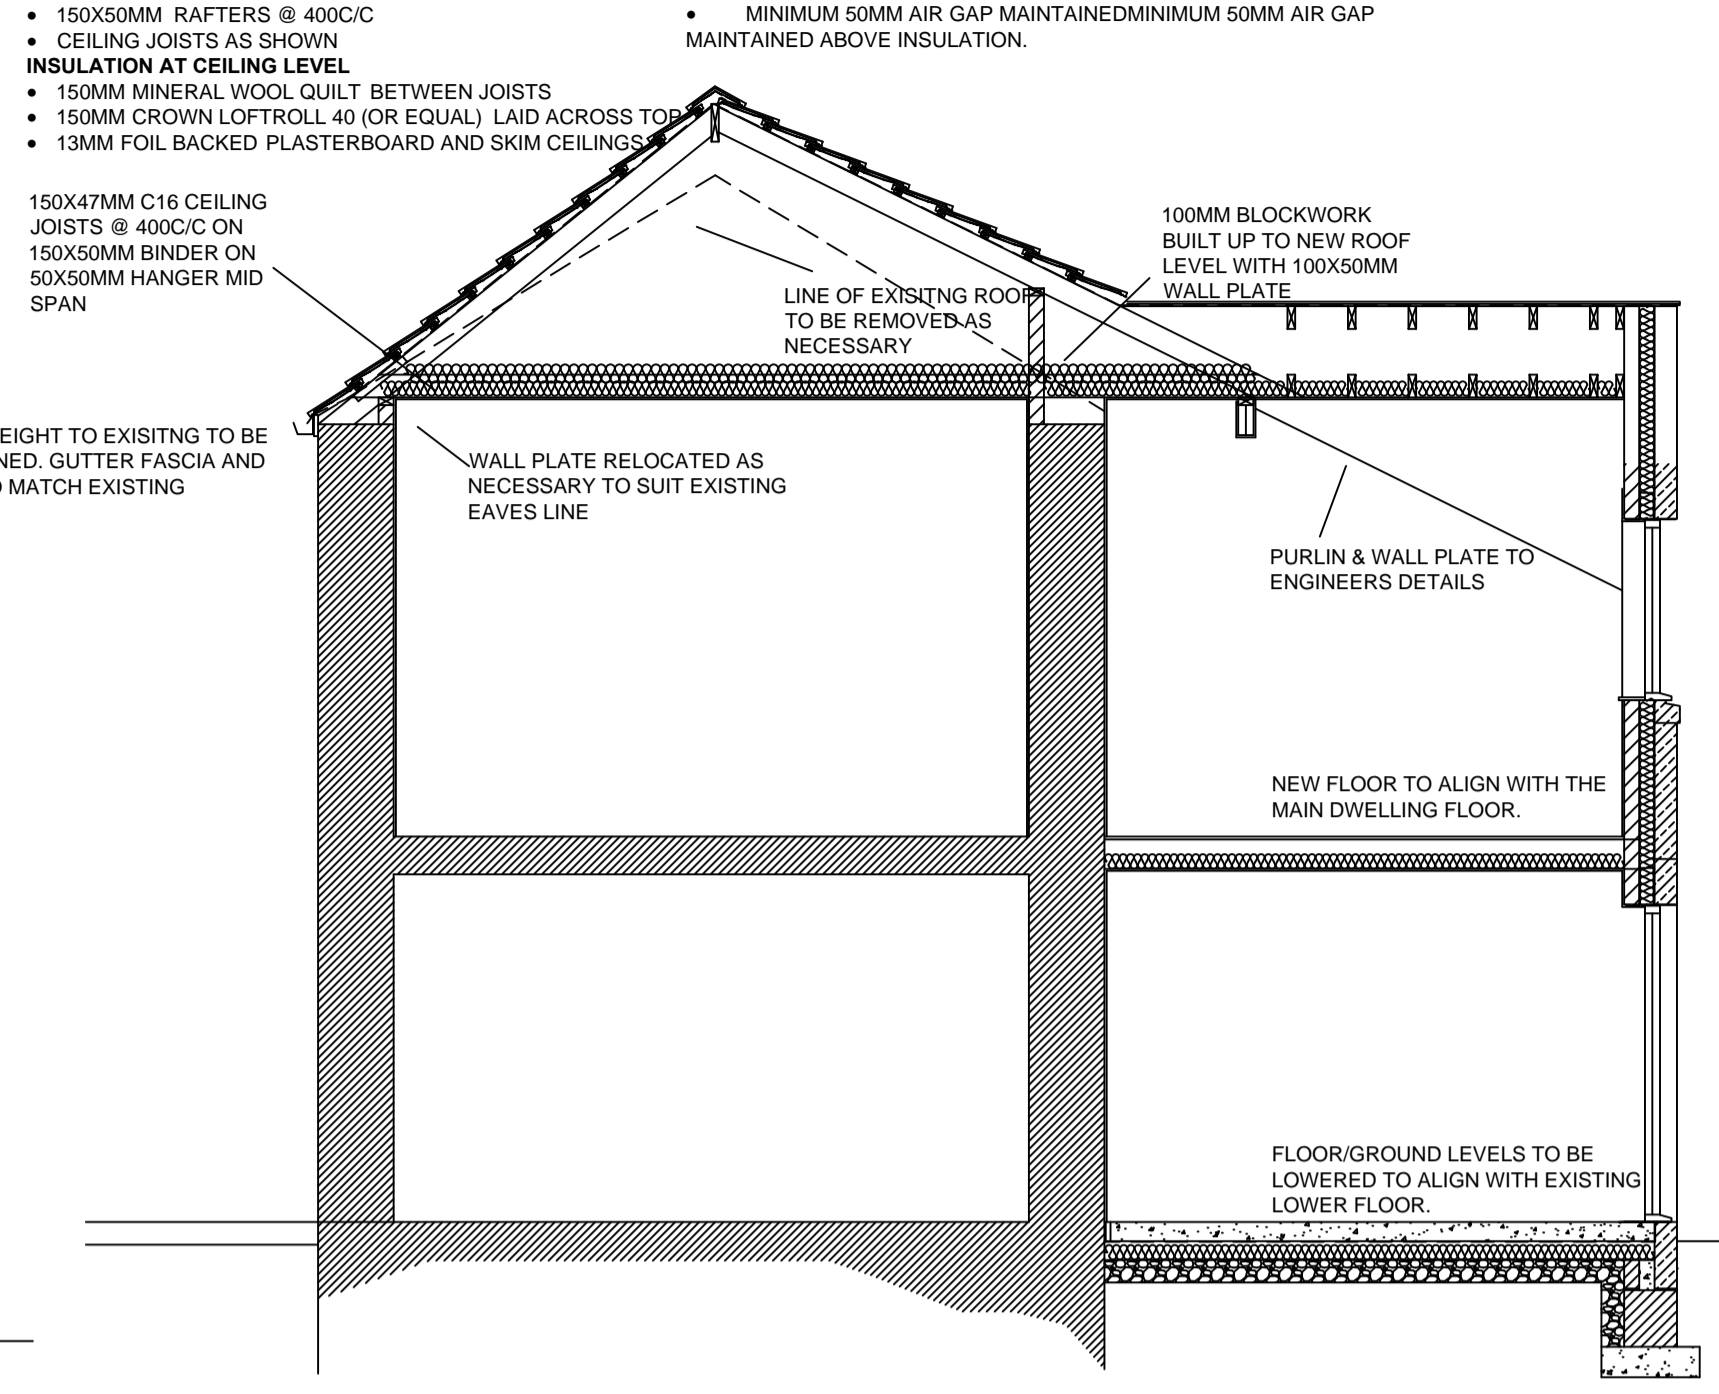 • 150X50MM RAFTERS @ 400C/C
• CEILING JOISTS AS SHOWN
INSULATION AT CEILING LEVEL
• 150MM MINERAL WOOL QUILT BETWEEN JOISTS
• 150MM CROWN LOFTROLL 40 (OR EQUAL) LAID ACROSS TOP
• 13MM FOIL BACKED PLASTERBOARD AND SKIM CEILINGS
• MINIMUM 50MM AIR GAP MAINTAINEDMINIMUM 50MM AIR GAP
MAINTAINED ABOVE INSULATION.
150X47MM C16 CEILING
JOISTS @ 400C/C ON
150X50MM BINDER ON
50X50MM HANGER MID
SPAN
LINE OF EXISITNG ROOF
TO BE REMOVED AS
NECESSARY
100MM BLOCKWORK
BUILT UP TO NEW ROOF
LEVEL WITH 100X50MM
WALL PLATE
EIGHT TO EXISITNG TO BE
NED. GUTTER FASCIA AND
MATCH EXISTING
WALL PLATE RELOCATED AS
NECESSARY TO SUIT EXISTING
EAVES LINE
PURLIN & WALL PLATE TO
ENGINEERS DETAILS
NEW FLOOR TO ALIGN WITH THE
MAIN DWELLING FLOOR.
FLOOR/GROUND LEVELS TO BE
LOWERED TO ALIGN WITH EXISTING
LOWER FLOOR.